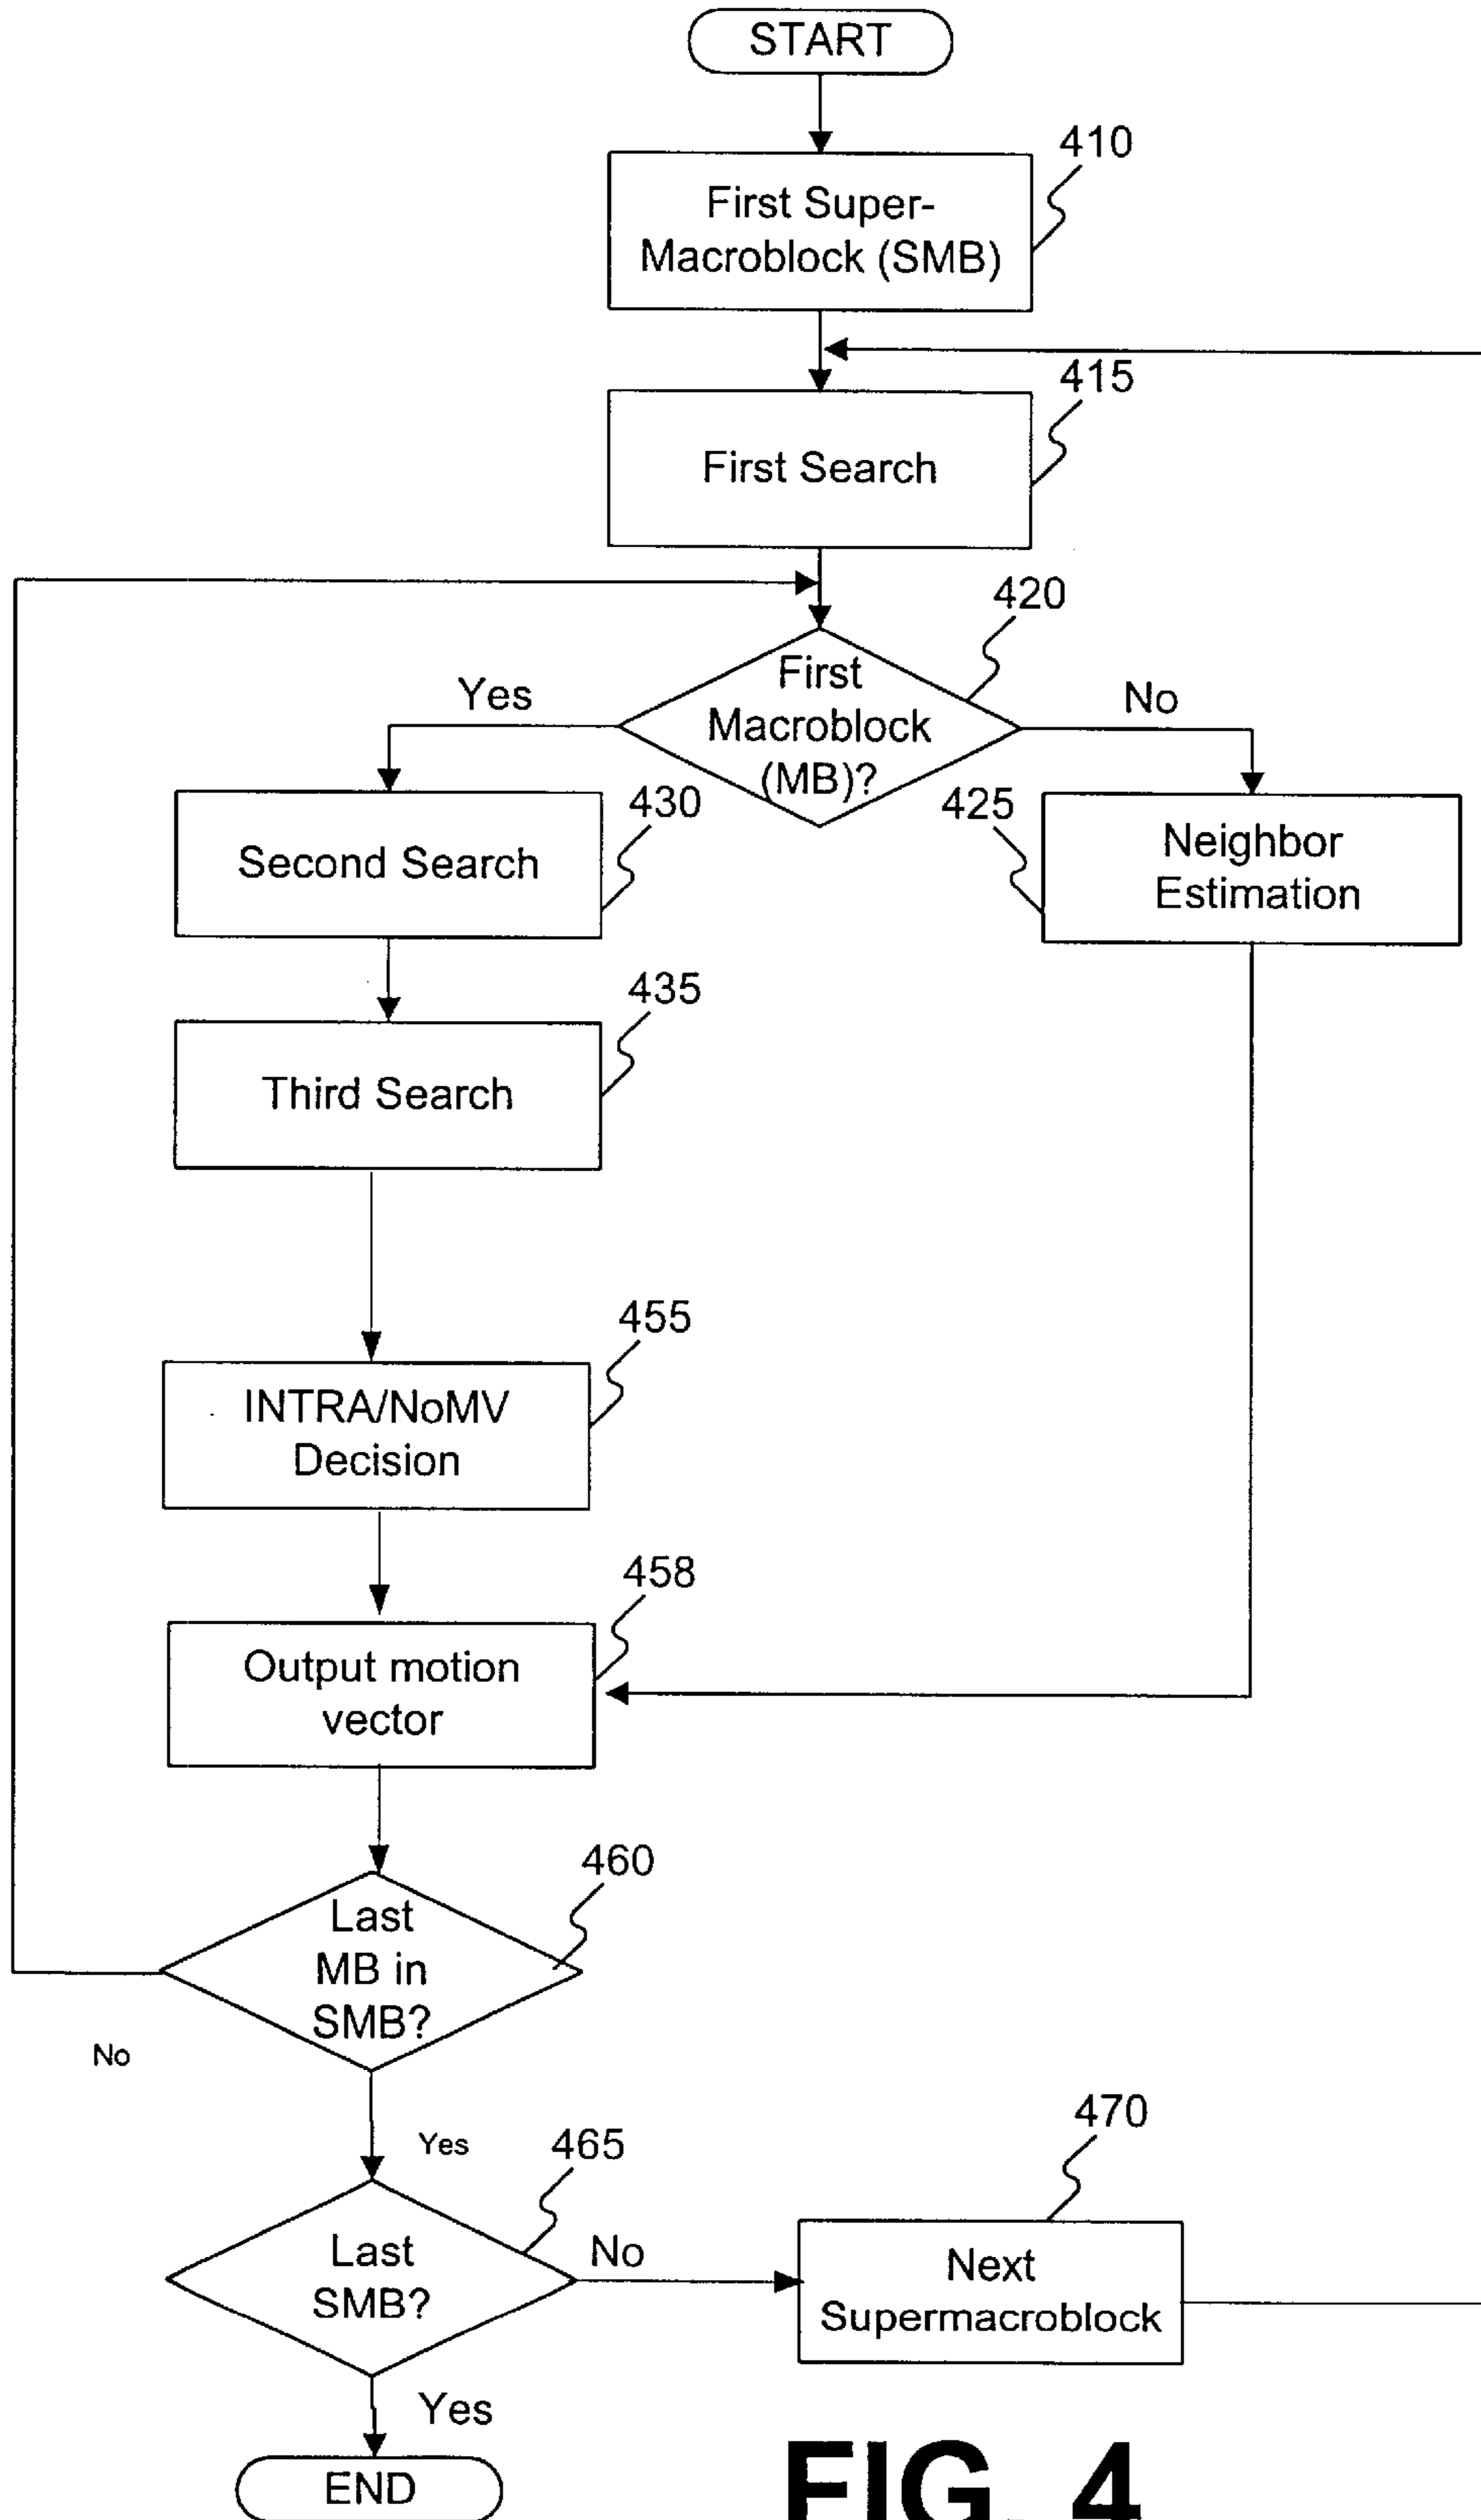 START
410
First Super-
Macroblock (SMB)
415
First Search
420
First
Macroblock
(MB)?
Yes
No
430
Second Search
425
Neighbor
Estimation
435
Third Search
455
INTRA/NoMV
Decision
458
Output motion
vector
460
Last
MB in
SMB?
No
Yes
465
Last
SMB?
No
470
Next
Supermacroblock
Yes
END
FIG. 4